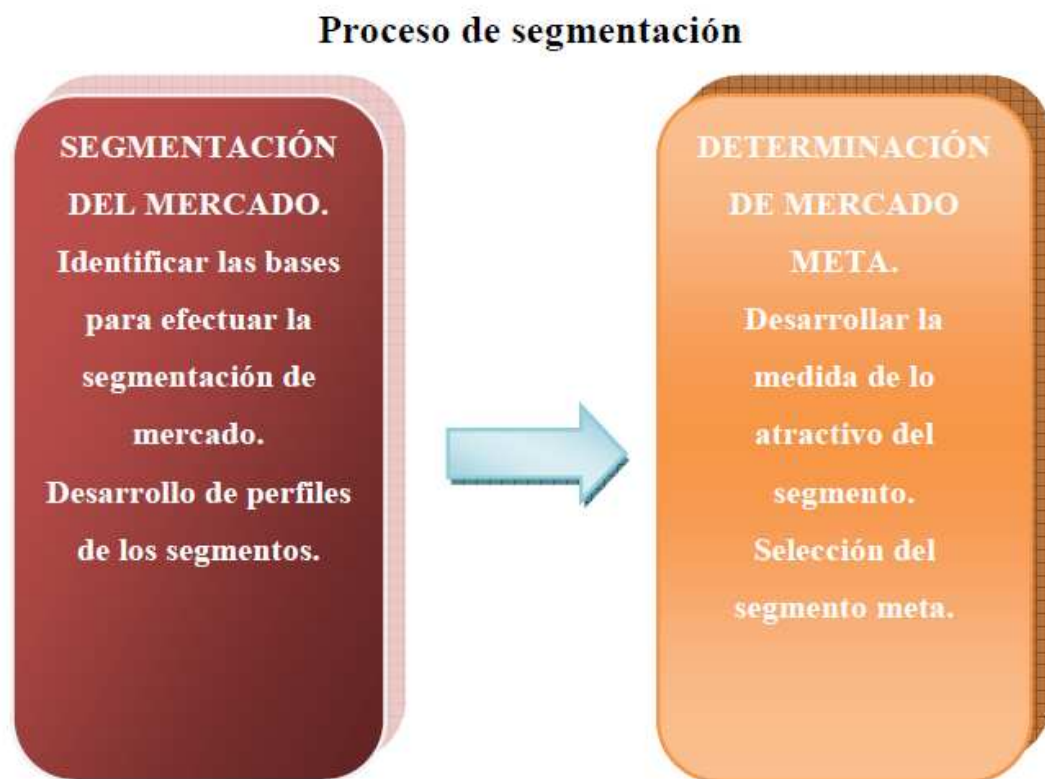 Proceso de segmentación
SEGMENTACIÓN
DEL MERCADO.
Identificar las bases
para efectuar la
segmentación de
mercado.
Desarrollo de perfiles
de los segmentos.
DETERMINACIÓN
DE MERCADO
META.
Desarrollar la
medida de lo
atractivo del
segmento.
Selección del
segmento meta.